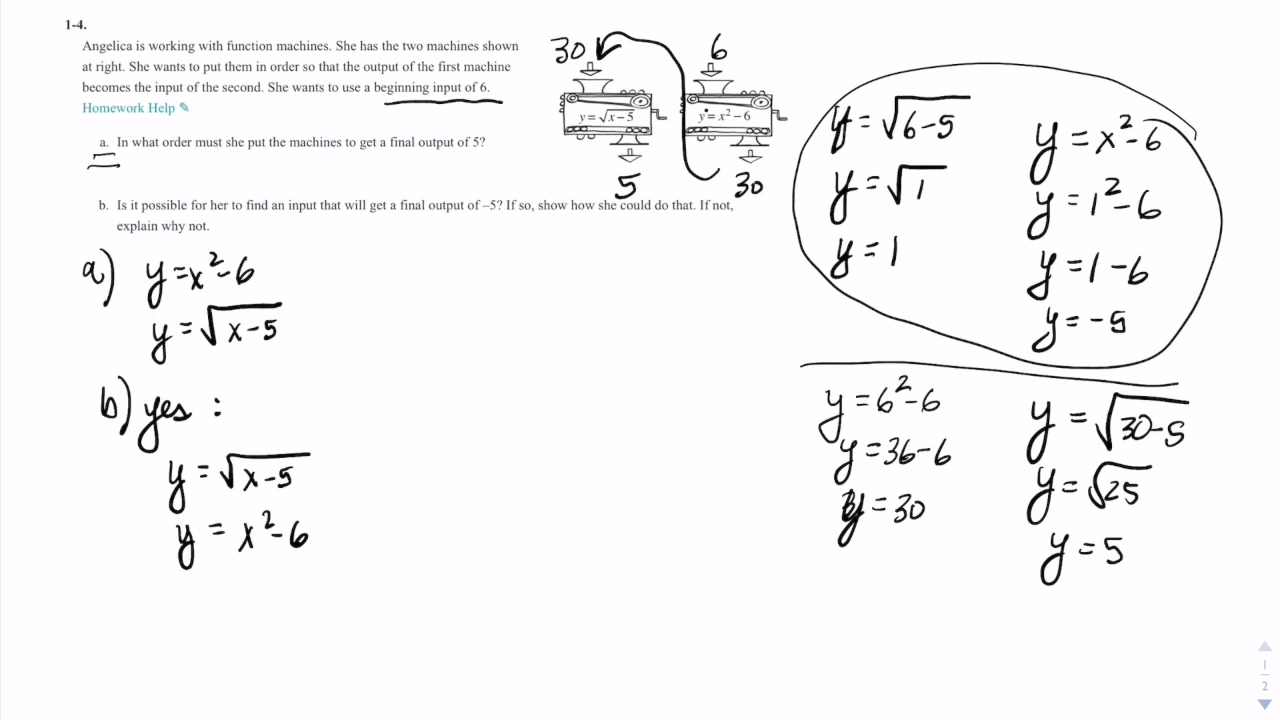 1-4.
Angelica is working with function machines. She has the two machines shown
at right. She wants to put them in order so that the output of the first machine
becomes the input of the second. She wants to use a beginning input of 6.
Homework Help ✎
a. In what order must she put the machines to get a final output of 5?
b. Is it possible for her to find an input that will get a final output of –5? If so, show how she could do that. If not,
explain why not.
30
y = √x – 5
5
6
y = x² – 6
30
a) y = x² - 6
y = √x - 5
b) yes :
y = √x - 5
y = x² - 6
y = √6 - 5
y = √1
y = 1
y = x² - 6
y = 1² - 6
y = 1 - 6
y = - 5
y = 6² - 6
y = 36 - 6
y = 30
y = √30 - 5
y = √25
y = 5
1
2